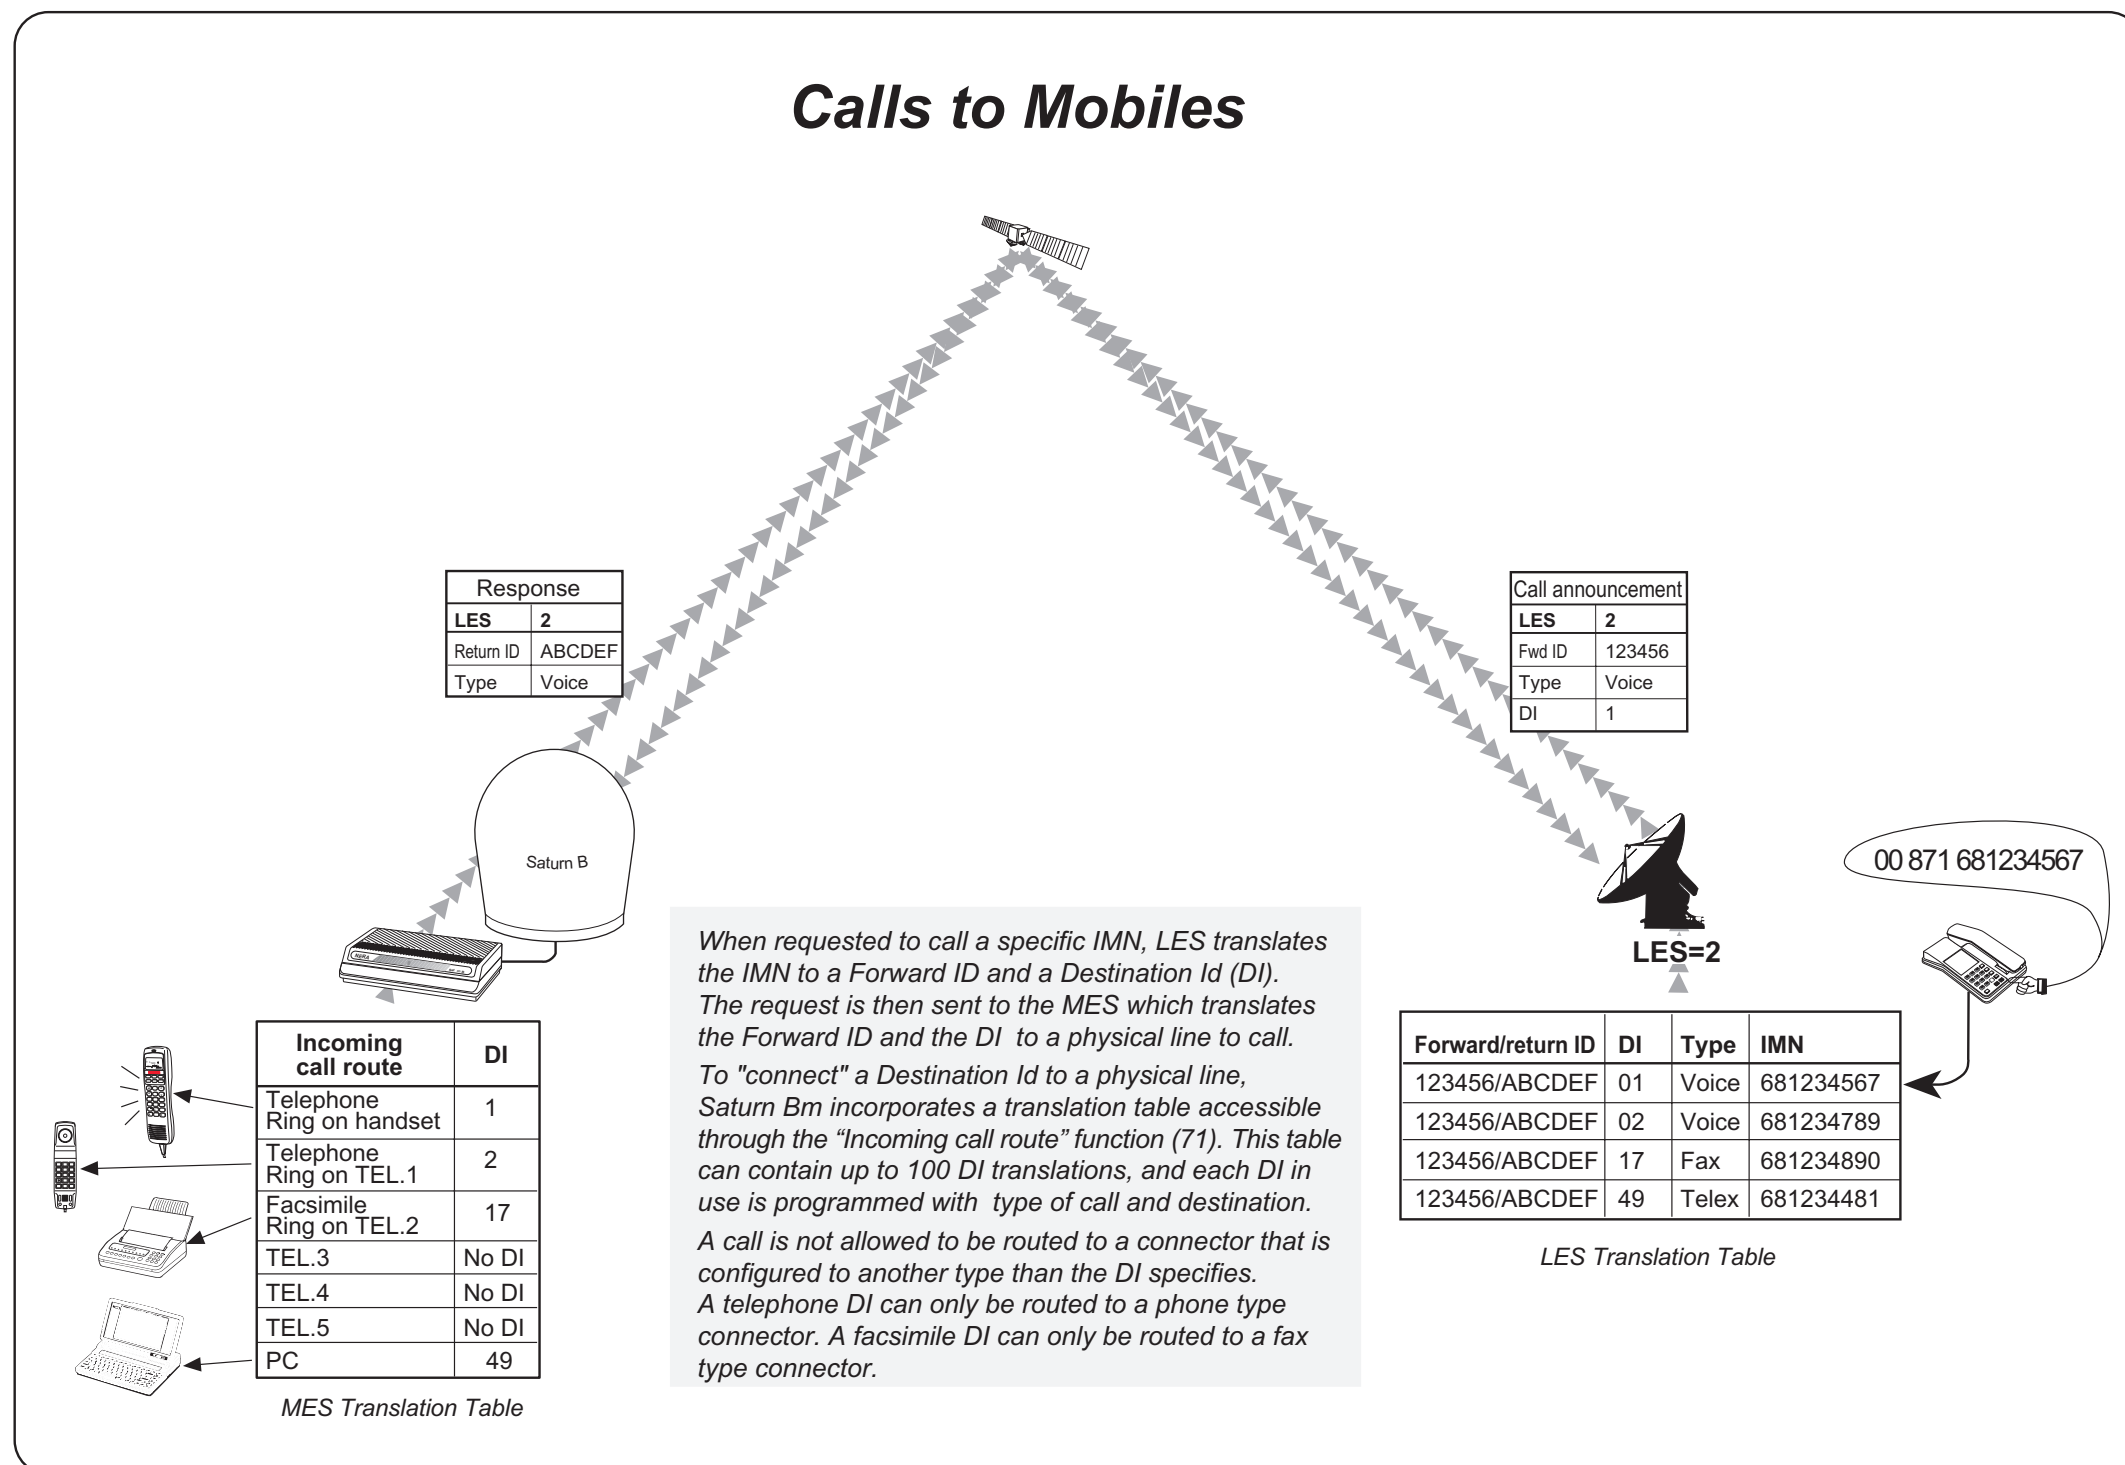 Calls to Mobiles
Response
LES 2
Return ID ABCDEF
Type Voice
Call announcement
LES 2
Fwd ID 123456
Type Voice
DI 1
Saturn B
NERA
LES=2
00 871 681234567
When requested to call a specific IMN, LES translates
the IMN to a Forward ID and a Destination Id (DI).
The request is then sent to the MES which translates
the Forward ID and the DI to a physical line to call.
To "connect" a Destination Id to a physical line,
Saturn Bm incorporates a translation table accessible
through the “Incoming call route” function (71). This table
can contain up to 100 DI translations, and each DI in
use is programmed with type of call and destination.
A call is not allowed to be routed to a connector that is
configured to another type than the DI specifies.
A telephone DI can only be routed to a phone type
connector. A facsimile DI can only be routed to a fax
type connector.
Incoming
call route DI
Telephone
Ring on handset 1
Telephone
Ring on TEL.1 2
Facsimile
Ring on TEL.2 17
TEL.3 No DI
TEL.4 No DI
TEL.5 No DI
PC 49
MES Translation Table
Forward/return ID DI Type IMN
123456/ABCDEF 01 Voice 681234567
123456/ABCDEF 02 Voice 681234789
123456/ABCDEF 17 Fax 681234890
123456/ABCDEF 49 Telex 681234481
LES Translation Table